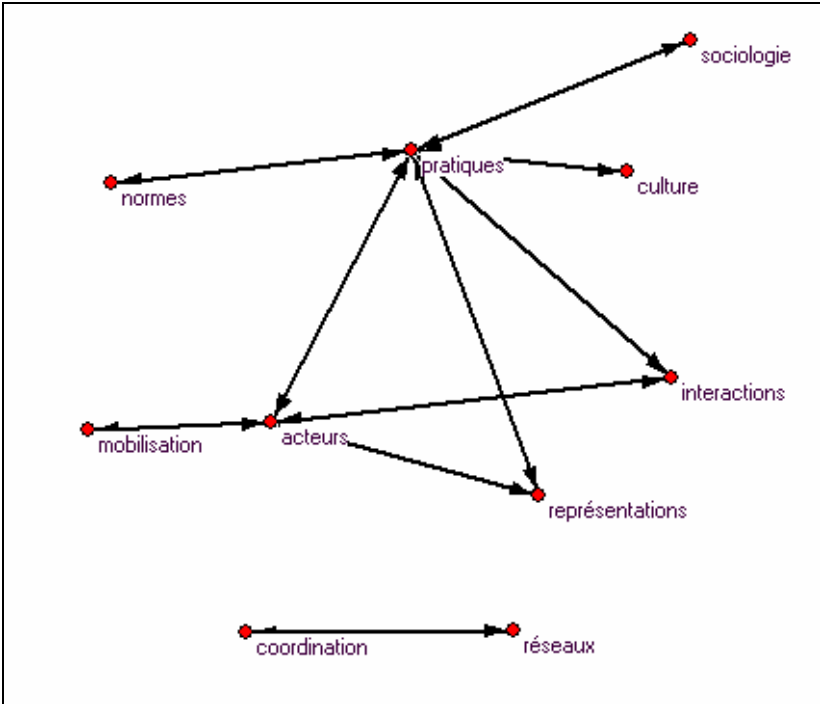 sociologie
pratiques
culture
normes
interactions
acteurs
mobilisation
représentations
coordination
réseaux